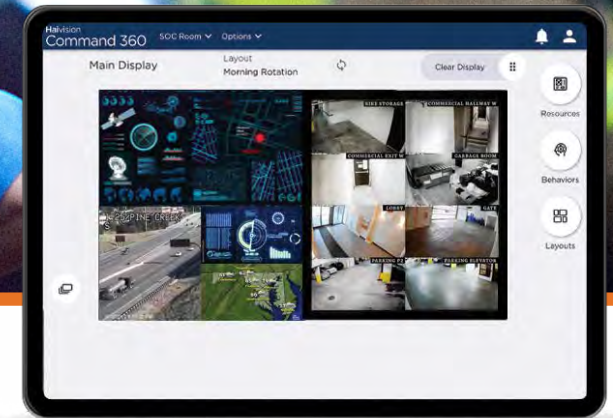 Haivision
Command 360
SOC Room
Options
Main Display
Layout
Morning Rotation
Clear Display
Resources
Behaviors
Layouts
BIKE STORAGE
COMMERCIAL HALLWAY W
COMMERCIAL EXIT W
GARBAGE ROOM
LOBBY
GATE
PARKING P2
PARKING ELEVATOR
PINE CREEK